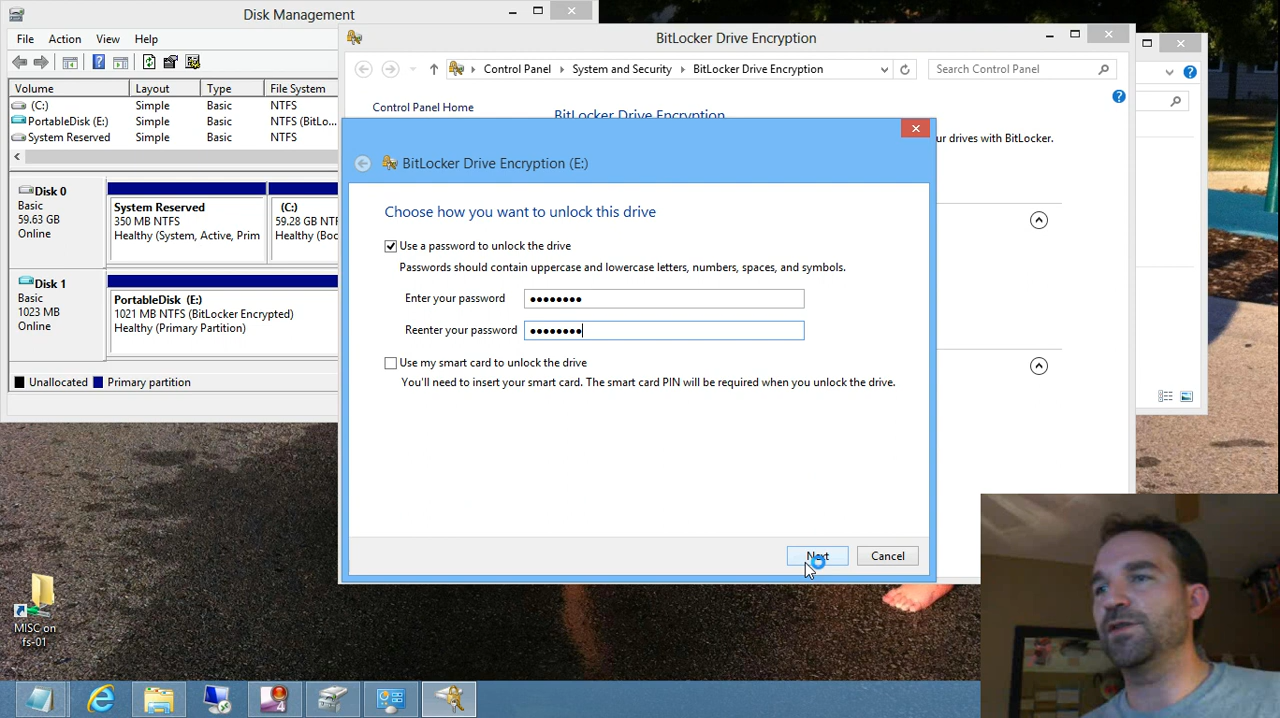 Disk Management
File Action View Help
Volume Layout Type File System
(C:) Simple Basic NTFS
PortableDisk (E:) Simple Basic NTFS (BitLo...
System Reserved Simple Basic NTFS
Disk 0
Basic
59.63 GB
Online
System Reserved
350 MB NTFS
Healthy (System, Active, Prim
(C:)
59.28 GB NTF
Healthy (Boo
Disk 1
Basic
1023 MB
Online
PortableDisk (E:)
1021 MB NTFS (BitLocker Encrypted)
Healthy (Primary Partition)
Unallocated Primary partition
BitLocker Drive Encryption
Control Panel System and Security BitLocker Drive Encryption
Search Control Panel
Control Panel Home
BitLocker Drive Encryption
ur drives with BitLocker.
BitLocker Drive Encryption (E:)
Choose how you want to unlock this drive
Use a password to unlock the drive
Passwords should contain uppercase and lowercase letters, numbers, spaces, and symbols.
Enter your password
Reenter your password
Use my smart card to unlock the drive
You'll need to insert your smart card. The smart card PIN will be required when you unlock the drive.
Next Cancel
MISC on
fs-01
4